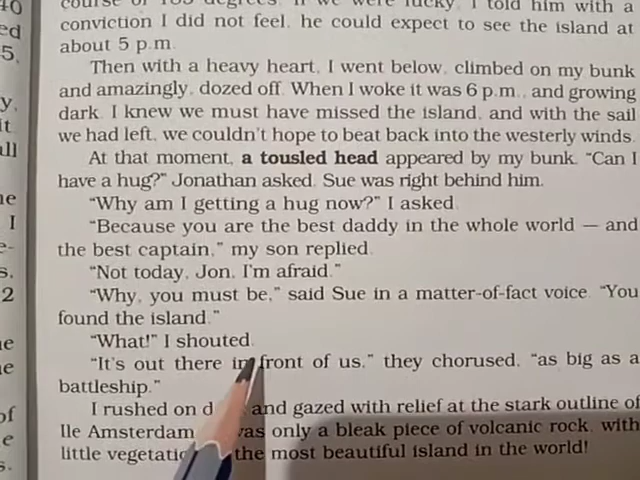 course of 185 degrees. If we were lucky, I told him with a
conviction I did not feel, he could expect to see the island at
about 5 p.m.
Then with a heavy heart, I went below, climbed on my bunk
and amazingly, dozed off. When I woke it was 6 p.m., and growing
dark. I knew we must have missed the island, and with the sail
we had left, we couldn't hope to beat back into the westerly winds.
At that moment, a tousled head appeared by my bunk. “Can I
have a hug?” Jonathan asked. Sue was right behind him.
“Why am I getting a hug now?” I asked.
“Because you are the best daddy in the whole world — and
the best captain,” my son replied.
“Not today, Jon, I'm afraid.”
“Why, you must be,” said Sue in a matter-of-fact voice. “You
found the island.”
“What!” I shouted.
“It's out there in front of us,” they chorused, “as big as a
battleship.”
I rushed on and gazed with relief at the stark outline of
Ile Amsterdam. was only a bleak piece of volcanic rock, with
little the most beautiful island in the world!